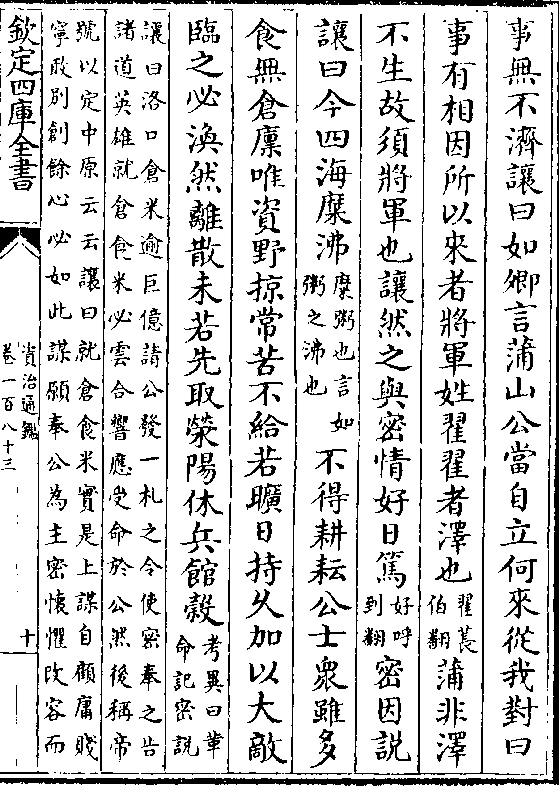 事無不濟讓曰如卿言蒲山公當自立何來從我對曰
事有相因所以來者將軍姓翟翟者澤也翟萇伯翻蒲非澤
不生故須將軍也讓然之與密情好日篤好呼到翻密因說
讓曰今四海糜沸糜粥也言如粥之沸也不得耕耘公士衆雖多
食無倉廩唯資野掠常苦不給若曠日持久加以大敵
臨之必渙然離散未若先取滎陽休兵館穀考異曰革命記密說
讓曰洛口倉米逾巨億請公發一札之令使密奉之告
諸道英雄就倉食米必雲合響應受命於公然後稱帝
號以定中原云云讓曰就倉食米實是上謀自顧庸賤
寧敢别創餘心必如此謀願奉公為主密懷懼改容而
欽定四庫全書
資治通鑑
卷一百八十三
十